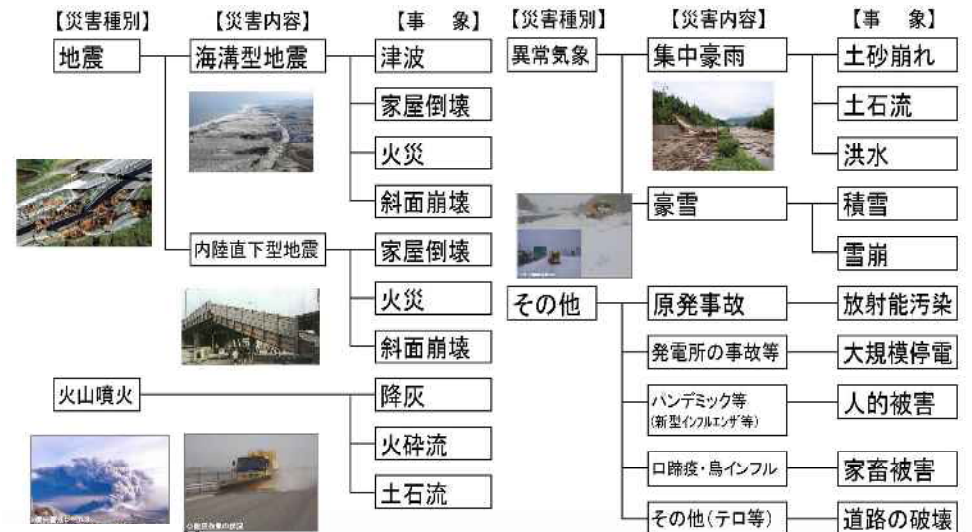 【災害種別】
【災害内容】
【事　象】
地震
海溝型地震
津波
家屋倒壊
火災
斜面崩壊
内陸直下型地震
家屋倒壊
火災
斜面崩壊
火山噴火
降灰
火砕流
土石流
【災害種別】
【災害内容】
【事　象】
異常気象
集中豪雨
土砂崩れ
土石流
洪水
豪雪
積雪
雪崩
その他
原発事故
放射能汚染
発電所の事故等
大規模停電
パンデミック等
(新型インフルエンザ等)
人的被害
口蹄疫・鳥インフル
家畜被害
その他(テロ等)
道路の破壊